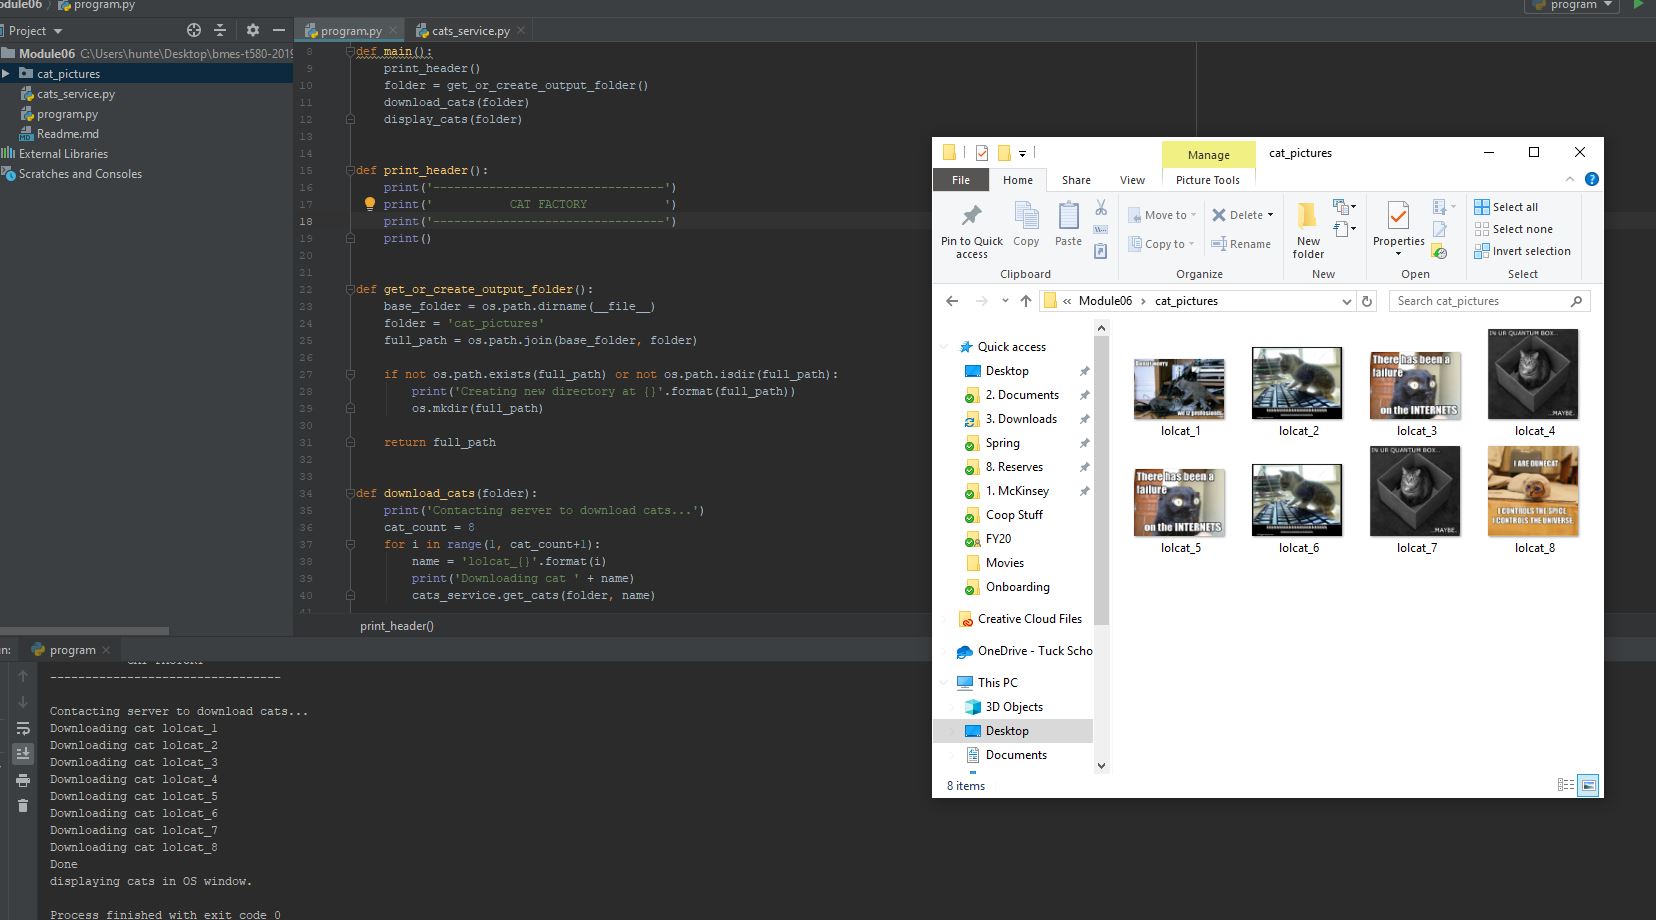 odule06 program.py
program
Project
program.py
cats_service.py
Module06 C:\Users\hunte\Desktop\bmes-t580-2019
cat_pictures
cats_service.py
program.py
Readme.md
External Libraries
Scratches and Consoles
8 def main():
9 print_header()
10 folder = get_or_create_output_folder()
11 download_cats(folder)
12 display_cats(folder)
13
14
15 def print_header():
16 print('---------------------------------')
17 print('           CAT FACTORY           ')
18 print('---------------------------------')
19 print()
20
21
22 def get_or_create_output_folder():
23 base_folder = os.path.dirname(__file__)
24 folder = 'cat_pictures'
25 full_path = os.path.join(base_folder, folder)
26
27 if not os.path.exists(full_path) or not os.path.isdir(full_path):
28 print('Creating new directory at {}'.format(full_path))
29 os.mkdir(full_path)
30
31 return full_path
32
33
34 def download_cats(folder):
35 print('Contacting server to download cats...')
36 cat_count = 8
37 for i in range(1, cat_count+1):
38 name = 'lolcat_{}'.format(i)
39 print('Downloading cat ' + name)
40 cats_service.get_cats(folder, name)
41
print_header()
n:
program
CAT FACTORY
---------------------------------
Contacting server to download cats...
Downloading cat lolcat_1
Downloading cat lolcat_2
Downloading cat lolcat_3
Downloading cat lolcat_4
Downloading cat lolcat_5
Downloading cat lolcat_6
Downloading cat lolcat_7
Downloading cat lolcat_8
Done
displaying cats in OS window.
Process finished with exit code 0
Manage
cat_pictures
File
Home
Share
View
Picture Tools
Pin to Quick access
Copy
Paste
Clipboard
Move to
Copy to
Delete
Rename
Organize
New folder
New
Properties
Open
Select all
Select none
Invert selection
Select
« Module06 > cat_pictures
Search cat_pictures
Quick access
Desktop
2. Documents
3. Downloads
Spring
8. Reserves
1. McKinsey
Coop Stuff
FY20
Movies
Onboarding
Creative Cloud Files
OneDrive - Tuck Scho
This PC
3D Objects
Desktop
Documents
lolcat_1
lolcat_2
There has been a
failure
on the INTERNETS
lolcat_3
IN UR QUANTUM BOX...
...MAYBE.
lolcat_4
There has been a
failure
on the INTERNETS
lolcat_5
lolcat_6
IN UR QUANTUM BOX...
...MAYBE.
lolcat_7
I ARE DUNECAT
I CONTROLS THE SPICE
I CONTROLS THE UNIVERSE.
lolcat_8
8 items